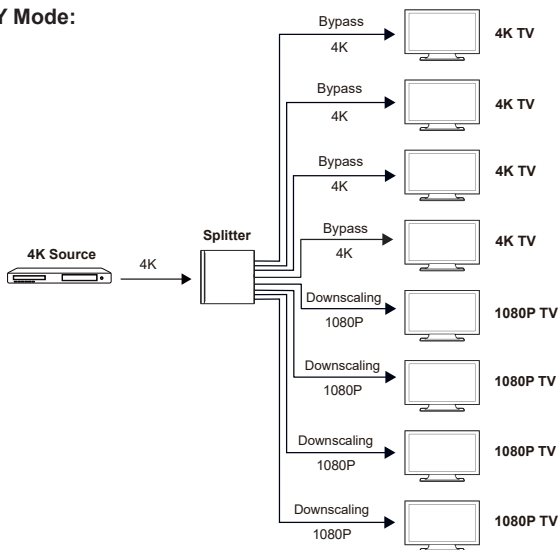 Y Mode:
Bypass
4K
4K TV
Bypass
4K
4K TV
Bypass
4K
4K TV
Bypass
4K
4K TV
Splitter
4K Source
4K
Downscaling
1080P
1080P TV
Downscaling
1080P
1080P TV
Downscaling
1080P
1080P TV
Downscaling
1080P
1080P TV